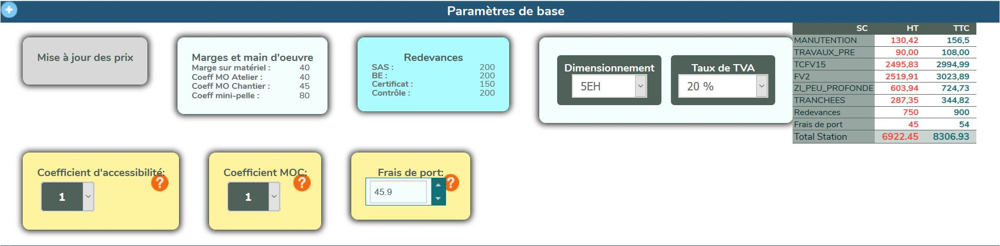 Paramètres de base
Mise à jour des prix
Marges et main d'oeuvre
Marge sur matériel : 40
Coeff MO Atelier : 40
Coeff MO Chantier : 45
Coeff mini-pelle : 80
Redevances
SAS : 200
BE : 200
Certificat : 150
Contrôle : 200
Dimensionnement
5EH
Taux de TVA
20 %
SC HT TTC
MANUTENTION 130,42 156,5
TRAVAUX_PRE 90,00 108,00
TCFV15 2495,83 2994,99
FV2 2519,91 3023,89
ZI_PEU_PROFONDE 603,94 724,73
TRANCHEES 287,35 344,82
Redevances 750 900
Frais de port 45 54
Total Station 6922.45 8306.93
Coefficient d'accessibilité:
1
?
Coefficient MOC:
1
?
Frais de port:
45.9
?